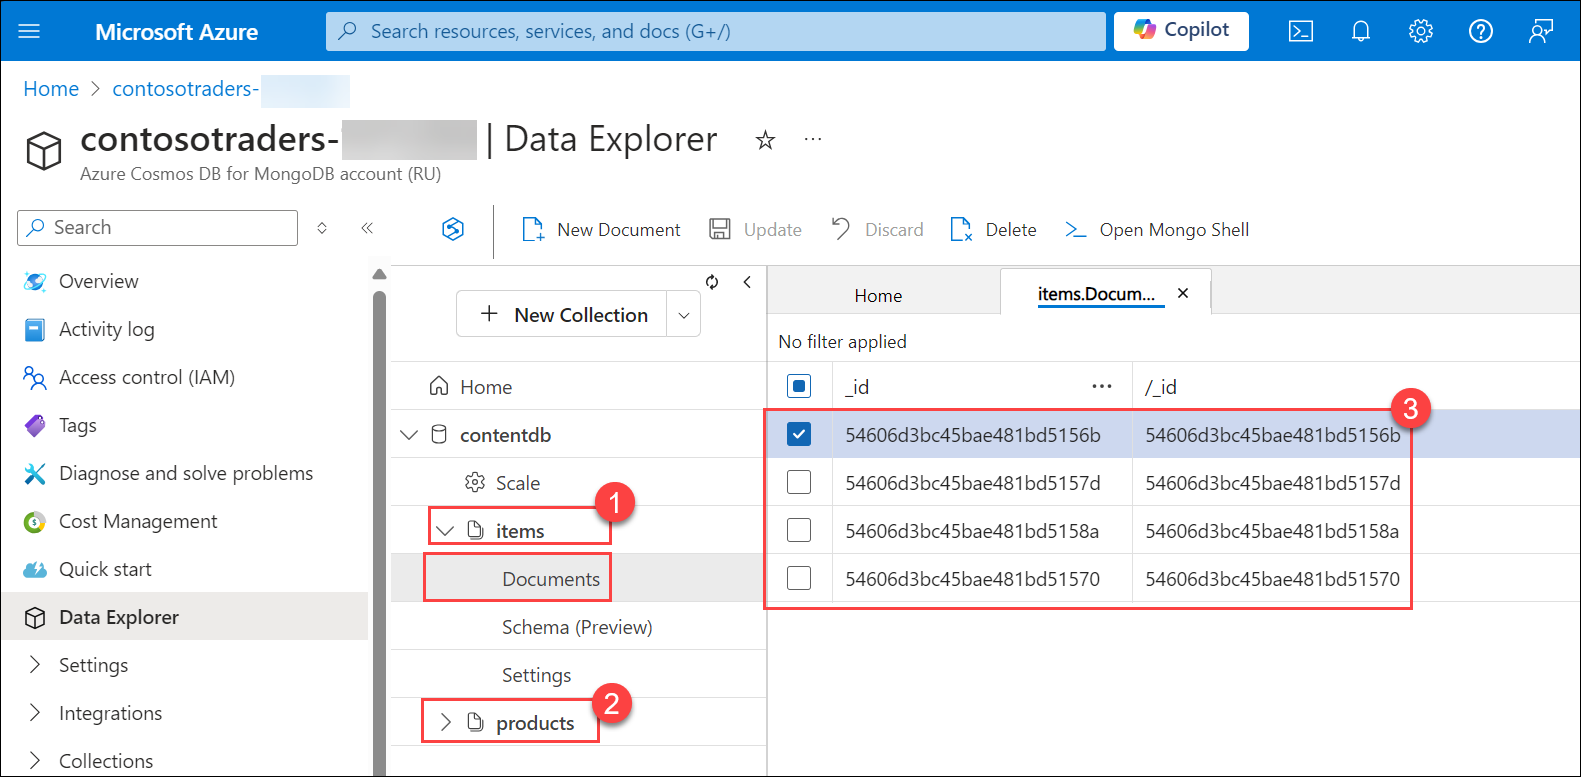 Microsoft Azure
Search resources, services, and docs (G+/)
Copilot
Home > contosotraders-
contosotraders- | Data Explorer
Azure Cosmos DB for MongoDB account (RU)
Search
New Document
Update
Discard
Delete
Open Mongo Shell
Overview
Activity log
Access control (IAM)
Tags
Diagnose and solve problems
Cost Management
Quick start
Data Explorer
Settings
Integrations
Collections
New Collection
Home
contentdb
Scale
items
1
Documents
Schema (Preview)
Settings
products
2
Home
items.Docum...
No filter applied
_id ... /_id
3
54606d3bc45bae481bd5156b 54606d3bc45bae481bd5156b
54606d3bc45bae481bd5157d 54606d3bc45bae481bd5157d
54606d3bc45bae481bd5158a 54606d3bc45bae481bd5158a
54606d3bc45bae481bd51570 54606d3bc45bae481bd51570